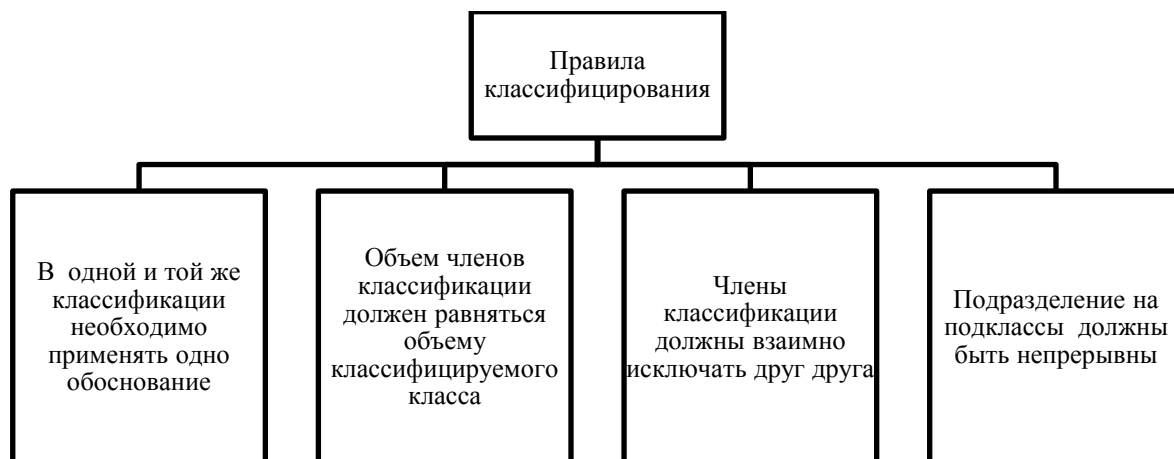 Правила
классифицирования
В одной и той же
классификации
необходимо
применять одно
обоснование
Объем членов
классификации
должен равняться
объему
классифицируемого
класса
Члены
классификации
должны взаимно
исключать друг друга
Подразделение на
подклассы должны
быть непрерывны